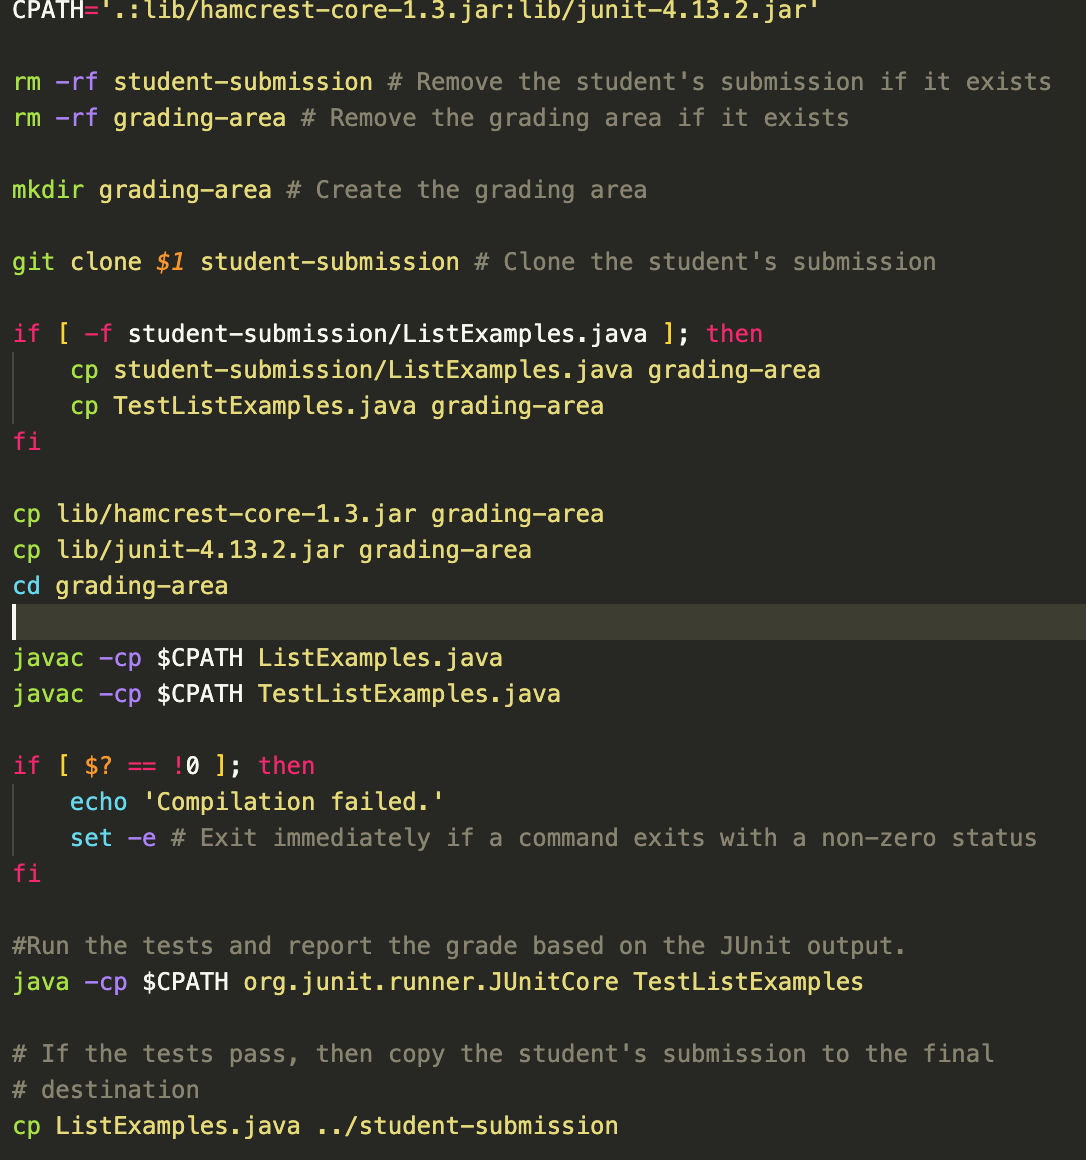 CPATH='.:lib/hamcrest-core-1.3.jar:lib/junit-4.13.2.jar'
rm -rf student-submission # Remove the student's submission if it exists
rm -rf grading-area # Remove the grading area if it exists
mkdir grading-area # Create the grading area
git clone $1 student-submission # Clone the student's submission
if [ -f student-submission/ListExamples.java ]; then
cp student-submission/ListExamples.java grading-area
cp TestListExamples.java grading-area
fi
cp lib/hamcrest-core-1.3.jar grading-area
cp lib/junit-4.13.2.jar grading-area
cd grading-area
javac -cp $CPATH ListExamples.java
javac -cp $CPATH TestListExamples.java
if [ $? == !0 ]; then
echo 'Compilation failed.'
set -e # Exit immediately if a command exits with a non-zero status
fi
#Run the tests and report the grade based on the JUnit output.
java -cp $CPATH org.junit.runner.JUnitCore TestListExamples
# If the tests pass, then copy the student's submission to the final
# destination
cp ListExamples.java ../student-submission